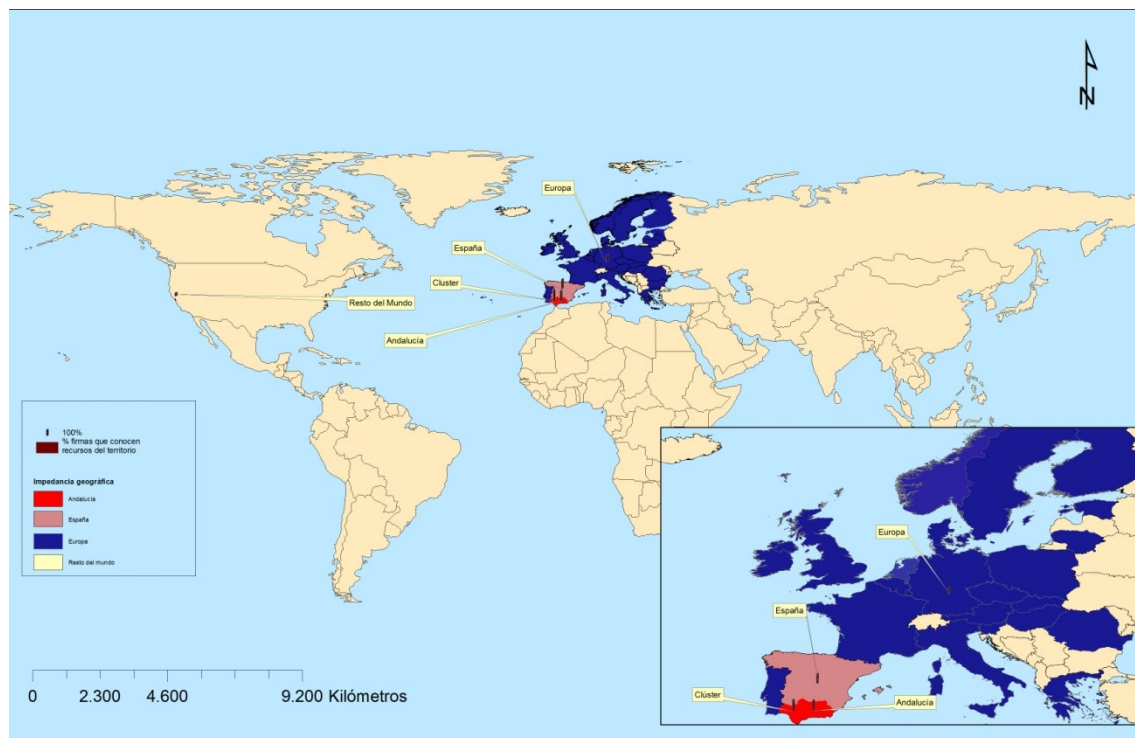 N
Europa
España
Cluster
Resto del Mundo
Andalucía
100%
% firmas que conocen
recursos del territorio
Impedancia geográfica
Andalucía
España
Europa
Resto del mundo
0 2.300 4.600 9.200 Kilómetros
Europa
España
Clúster
Andalucía